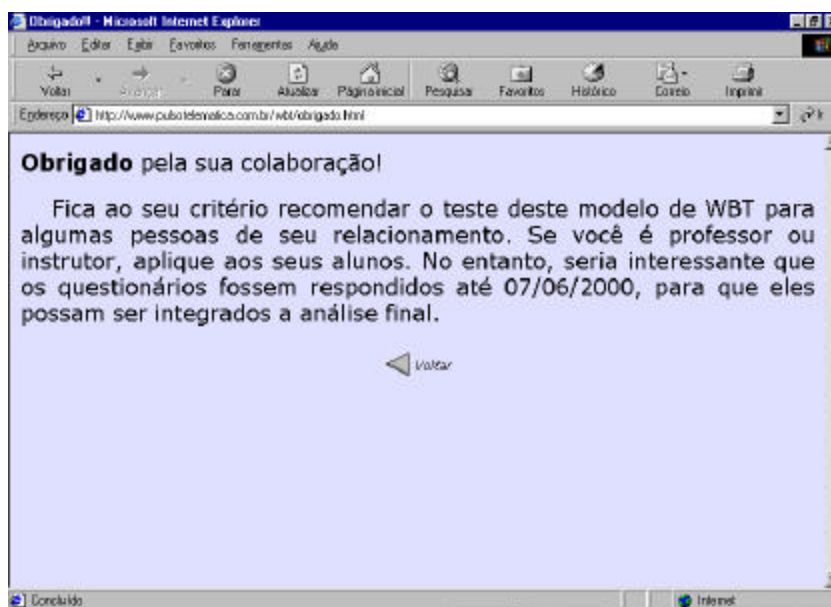 Obrigado!! - Microsoft Internet Explorer
Arquivo Editar Exibir Favoritos Ferramentas Ajuda
Voltar Avançar Parar Atualizar Página inicial Pesquisar Favoritos Histórico Correio Imprimir
Endereço http://www.pulsotelematica.com.br/wbt/obrigado.html
Obrigado pela sua colaboração!
Fica ao seu critério recomendar o teste deste modelo de WBT para
algumas pessoas de seu relacionamento. Se você é professor ou
instrutor, aplique aos seus alunos. No entanto, seria interessante que
os questionários fossem respondidos até 07/06/2000, para que eles
possam ser integrados a análise final.
Voltar
Concluído Internet